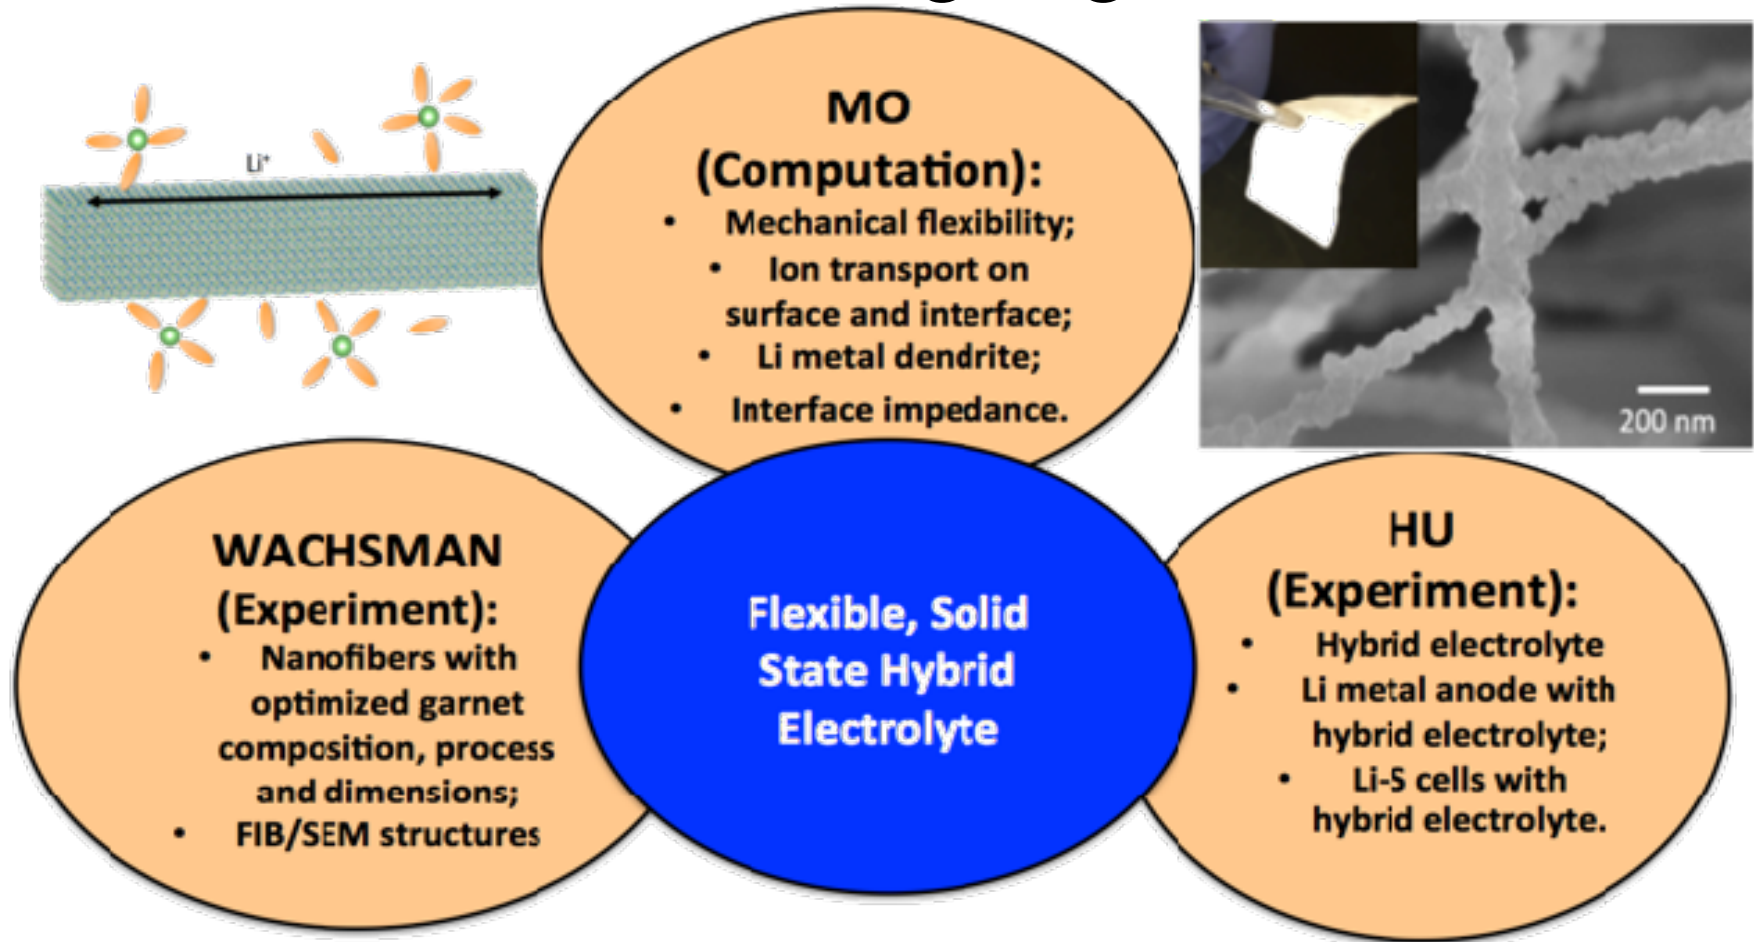 Li⁺
MO
(Computation):
• Mechanical flexibility;
• Ion transport on
surface and interface;
• Li metal dendrite;
• Interface impedance.
200 nm
WACHSMAN
(Experiment):
• Nanofibers with
optimized garnet
composition, process
and dimensions;
• FIB/SEM structures
Flexible, Solid
State Hybrid
Electrolyte
HU
(Experiment):
• Hybrid electrolyte
• Li metal anode with
hybrid electrolyte;
• Li-S cells with
hybrid electrolyte.